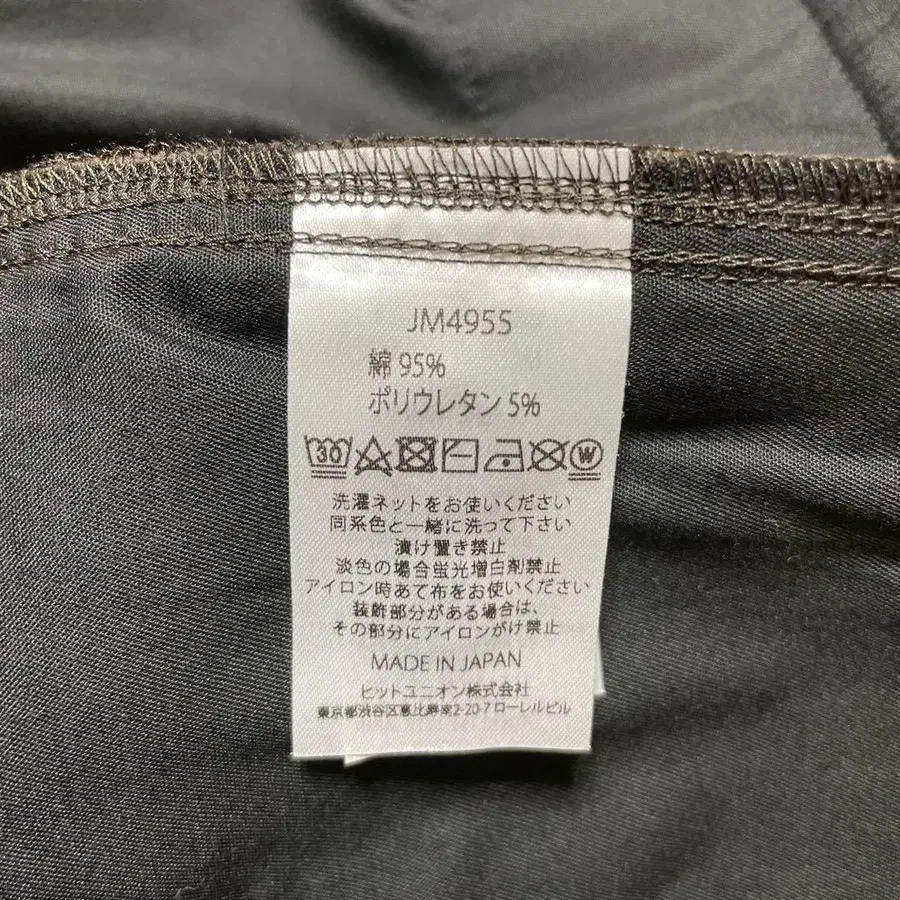 JM4955
綿 95%
ポリウレタン 5%
30 W
洗濯ネットをお使いください
同系色と一緒に洗って下さい
漬け置き禁止
淡色の場合蛍光増白剤禁止
アイロン時あて布をお使いください
装飾部分がある場合は、
その部分にアイロンがけ禁止
MADE IN JAPAN
ヒットユニオン株式会社
東京都渋谷区恵比寿南2-20-7 ローレルビル